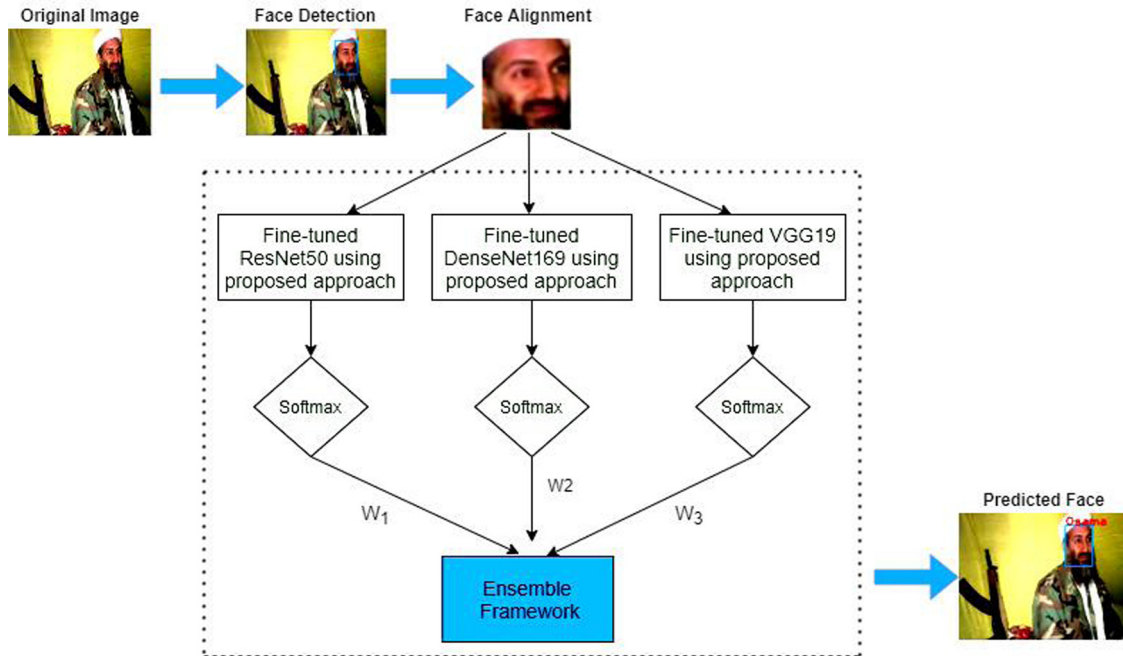 Original Image
Face Detection
Face Alignment
Fine-tuned
ResNet50 using
proposed approach
Fine-tuned
DenseNet169 using
proposed approach
Fine-tuned VGG19
using proposed
approach
Softmax
Softmax
Softmax
W1
W2
W3
Ensemble
Framework
Predicted Face
Osama